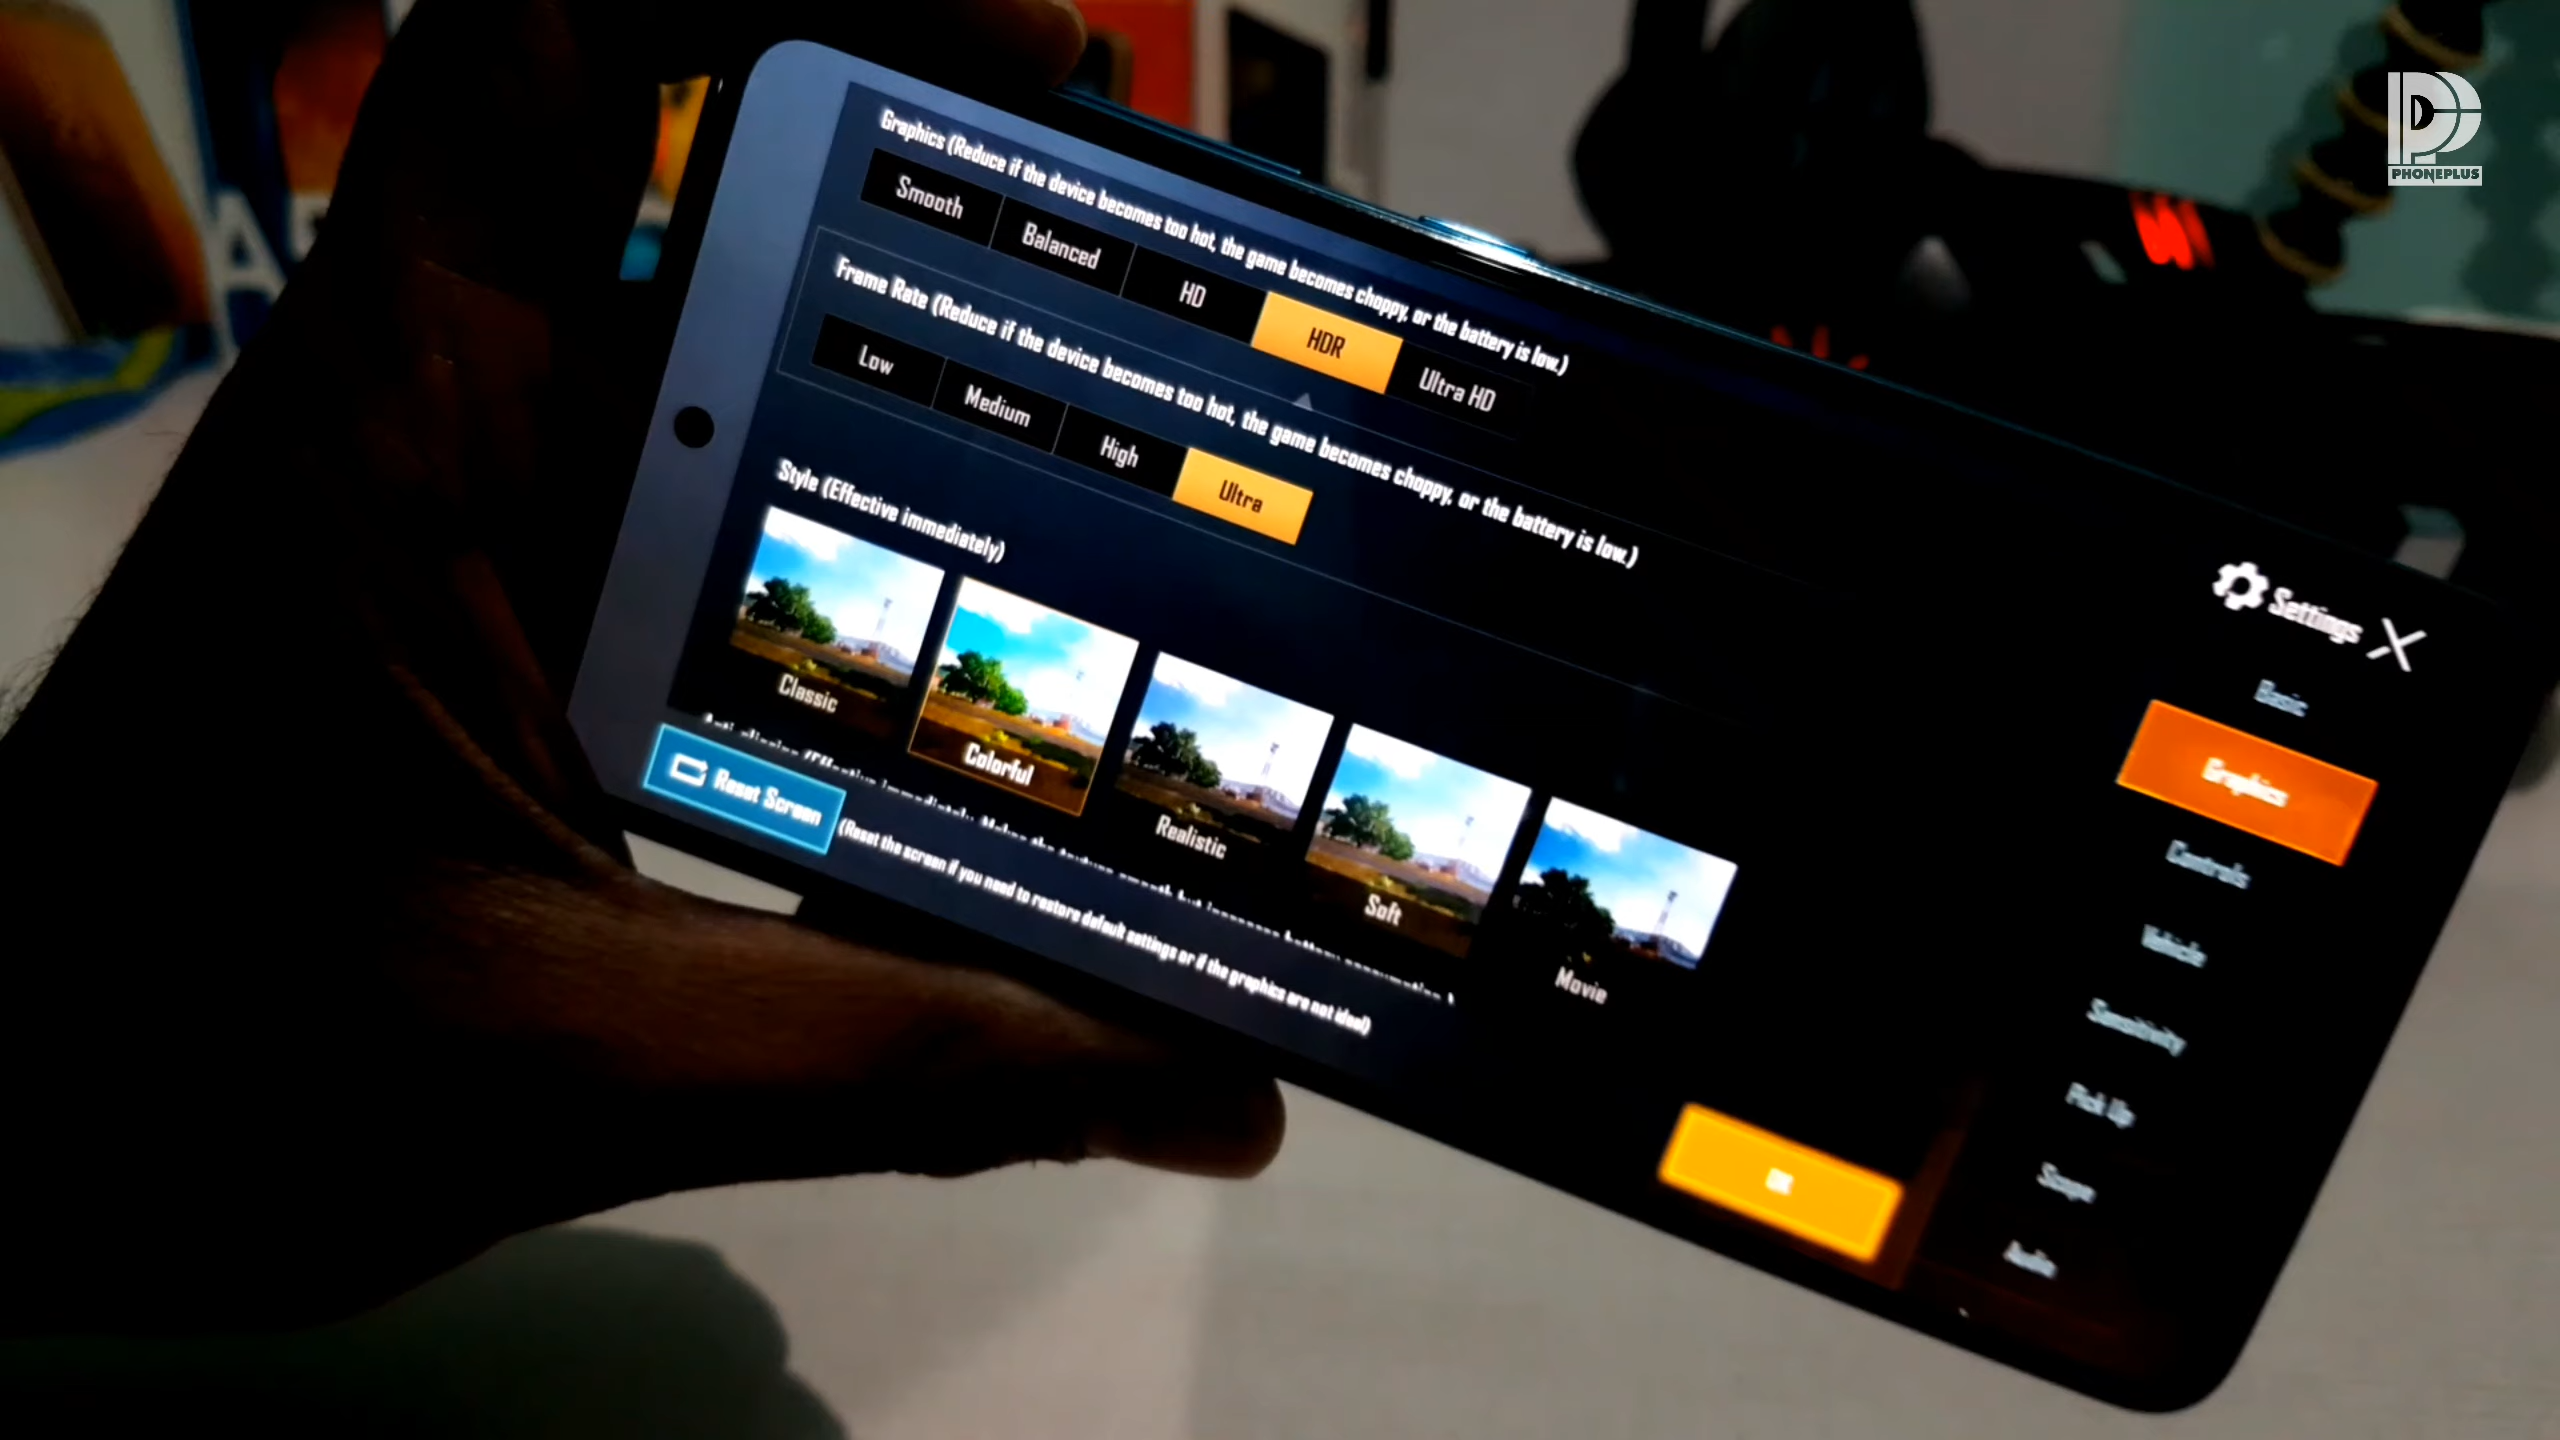 PHONEPLUS
Graphics (Reduce if the device becomes too hot, the game becomes choppy, or the battery is low.)
Smooth Balanced HD HDR Ultra HD
Frame Rate (Reduce if the device becomes too hot, the game becomes choppy, or the battery is low.)
Low Medium High Ultra
Style (Effective immediately)
Classic Colorful Realistic Soft Movie
Reset Screen
(Reset the screen if you need to restore default settings or if the graphics are not ideal)
OK
Settings X
Basic
Graphics
Controls
Vehicle
Sensitivity
Pick Up
Scope
Audio